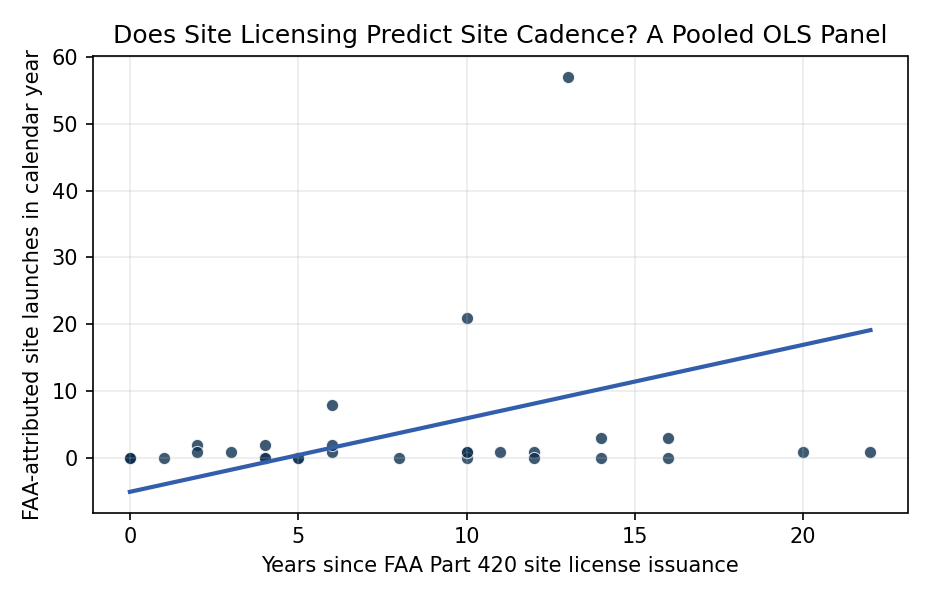 Does Site Licensing Predict Site Cadence? A Pooled OLS Panel
FAA-attributed site launches in calendar year
60
50
40
30
20
10
0
0 5 10 15 20
Years since FAA Part 420 site license issuance